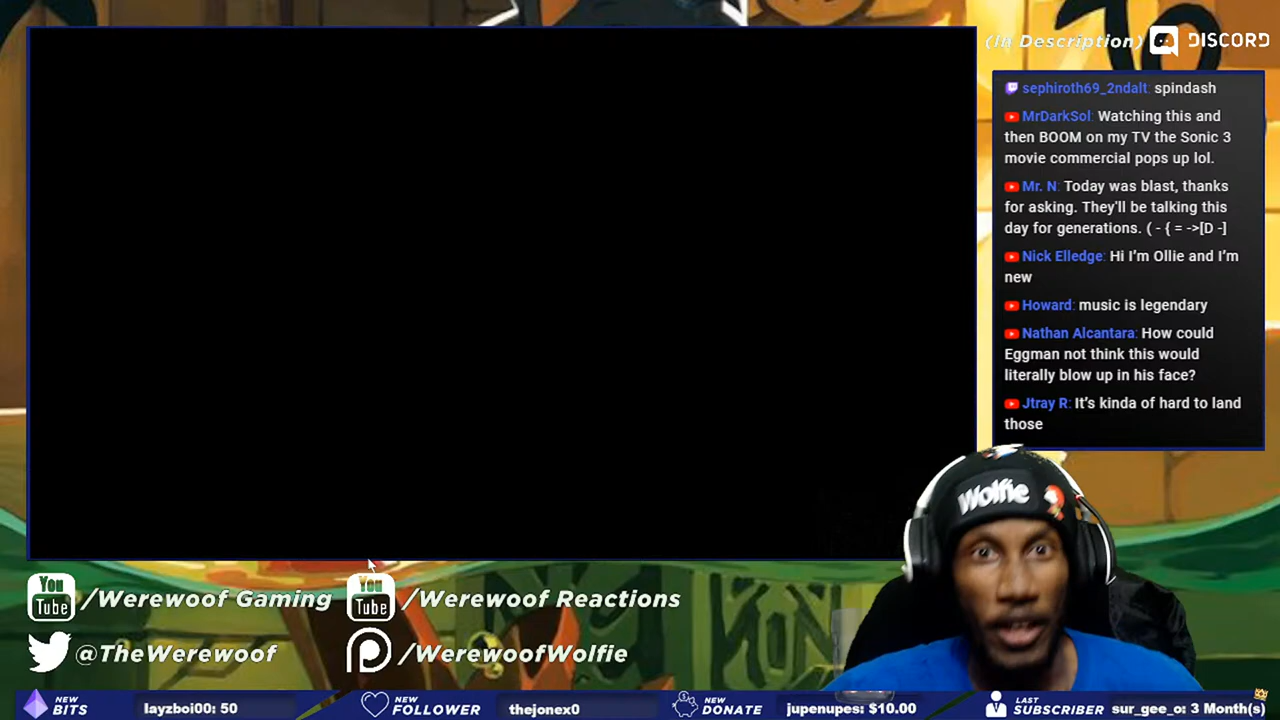 (In Description) DISCORD
sephiroth69_2ndalt: spindash
MrDarkSol: Watching this and
then BOOM on my TV the Sonic 3
movie commercial pops up lol.
Mr. N: Today was blast, thanks
for asking. They'll be talking this
day for generations. ( - { = ->[D -]
Nick Elledge: Hi I'm Ollie and I'm
new
Howard: music is legendary
Nathan Alcantara: How could
Eggman not think this would
literally blow up in his face?
Jtray R: It's kinda of hard to land
those
Wolfie
You Tube /Werewoof Gaming
You Tube /Werewoof Reactions
@TheWerewoof
/WerewoofWolfie
NEW BITS layzboi00: 50
NEW FOLLOWER thejonex0
NEW DONATE jupenupes: $10.00
LAST SUBSCRIBER sur_gee_o: 3 Month(s)